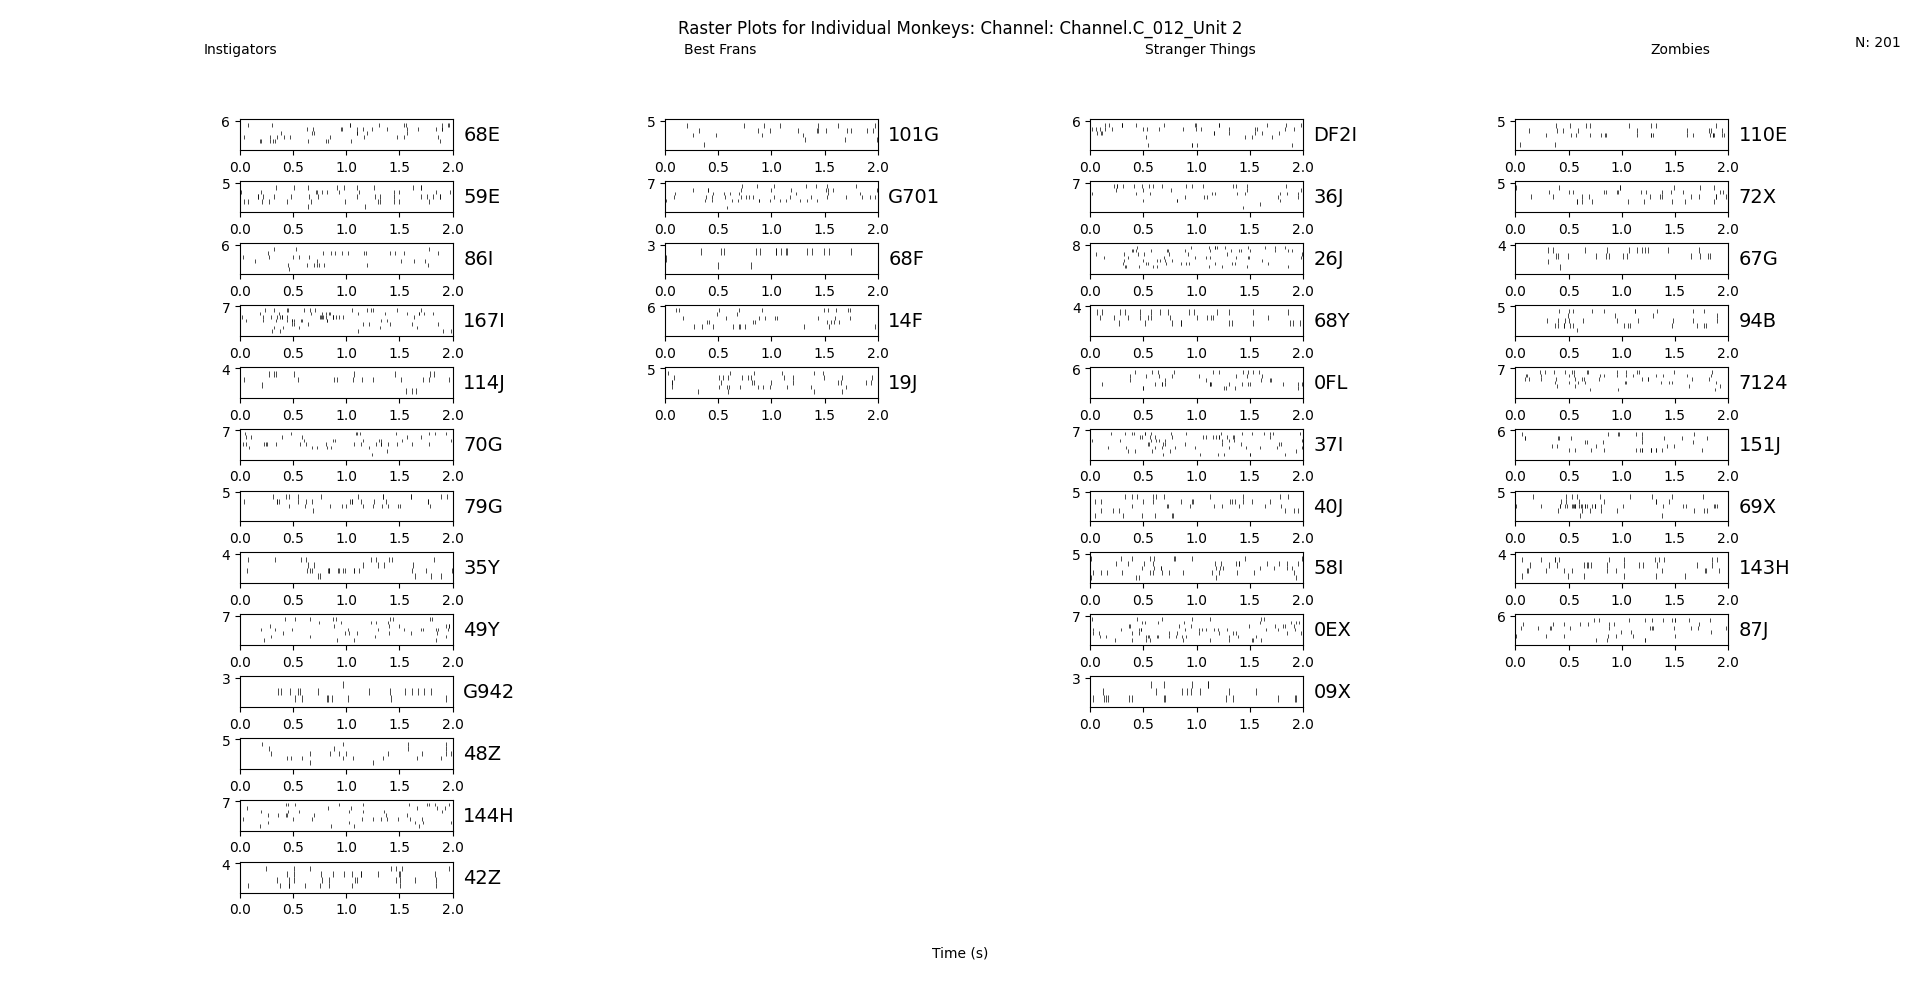 Raster Plots for Individual Monkeys: Channel: Channel.C_012_Unit 2
Instigators Best Frans Stranger Things Zombies N: 201
6 68E 5 101G 6 DF2I 5 110E
0.0 0.5 1.0 1.5 2.0 0.0 0.5 1.0 1.5 2.0 0.0 0.5 1.0 1.5 2.0 0.0 0.5 1.0 1.5 2.0
5 59E 7 G701 7 36J 5 72X
0.0 0.5 1.0 1.5 2.0 0.0 0.5 1.0 1.5 2.0 0.0 0.5 1.0 1.5 2.0 0.0 0.5 1.0 1.5 2.0
6 86I 3 68F 8 26J 4 67G
0.0 0.5 1.0 1.5 2.0 0.0 0.5 1.0 1.5 2.0 0.0 0.5 1.0 1.5 2.0 0.0 0.5 1.0 1.5 2.0
7 167I 6 14F 4 68Y 5 94B
0.0 0.5 1.0 1.5 2.0 0.0 0.5 1.0 1.5 2.0 0.0 0.5 1.0 1.5 2.0 0.0 0.5 1.0 1.5 2.0
4 114J 5 19J 6 0FL 7 7124
0.0 0.5 1.0 1.5 2.0 0.0 0.5 1.0 1.5 2.0 0.0 0.5 1.0 1.5 2.0 0.0 0.5 1.0 1.5 2.0
7 70G 7 37I 6 151J
0.0 0.5 1.0 1.5 2.0 0.0 0.5 1.0 1.5 2.0 0.0 0.5 1.0 1.5 2.0
5 79G 5 40J 5 69X
0.0 0.5 1.0 1.5 2.0 0.0 0.5 1.0 1.5 2.0 0.0 0.5 1.0 1.5 2.0
4 35Y 5 58I 4 143H
0.0 0.5 1.0 1.5 2.0 0.0 0.5 1.0 1.5 2.0 0.0 0.5 1.0 1.5 2.0
7 49Y 7 0EX 6 87J
0.0 0.5 1.0 1.5 2.0 0.0 0.5 1.0 1.5 2.0 0.0 0.5 1.0 1.5 2.0
3 G942 3 09X
0.0 0.5 1.0 1.5 2.0 0.0 0.5 1.0 1.5 2.0
5 48Z
0.0 0.5 1.0 1.5 2.0
7 144H
0.0 0.5 1.0 1.5 2.0
4 42Z
0.0 0.5 1.0 1.5 2.0
Time (s)